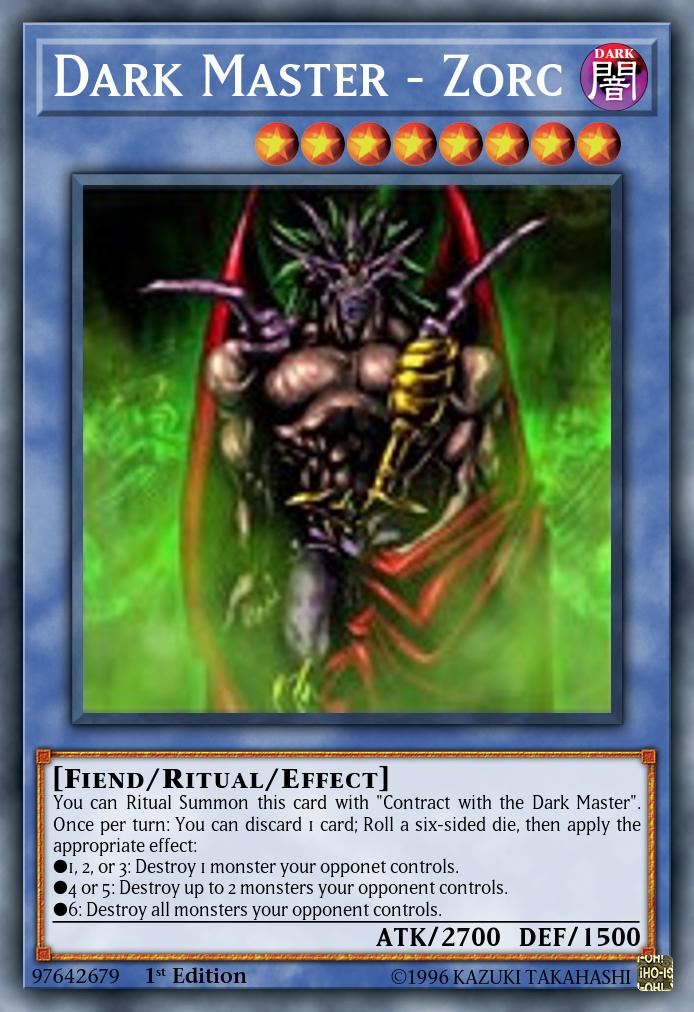 DARK MASTER - ZORC
DARK
闇
[FIEND/RITUAL/EFFECT]
You can Ritual Summon this card with "Contract with the Dark Master".
Once per turn: You can discard 1 card; Roll a six-sided die, then apply the
appropriate effect:
●1, 2, or 3: Destroy 1 monster your opponet controls.
●4 or 5: Destroy up to 2 monsters your opponent controls.
●6: Destroy all monsters your opponent controls.
ATK/2700 DEF/1500
97642679 1st Edition ©1996 KAZUKI TAKAHASHI